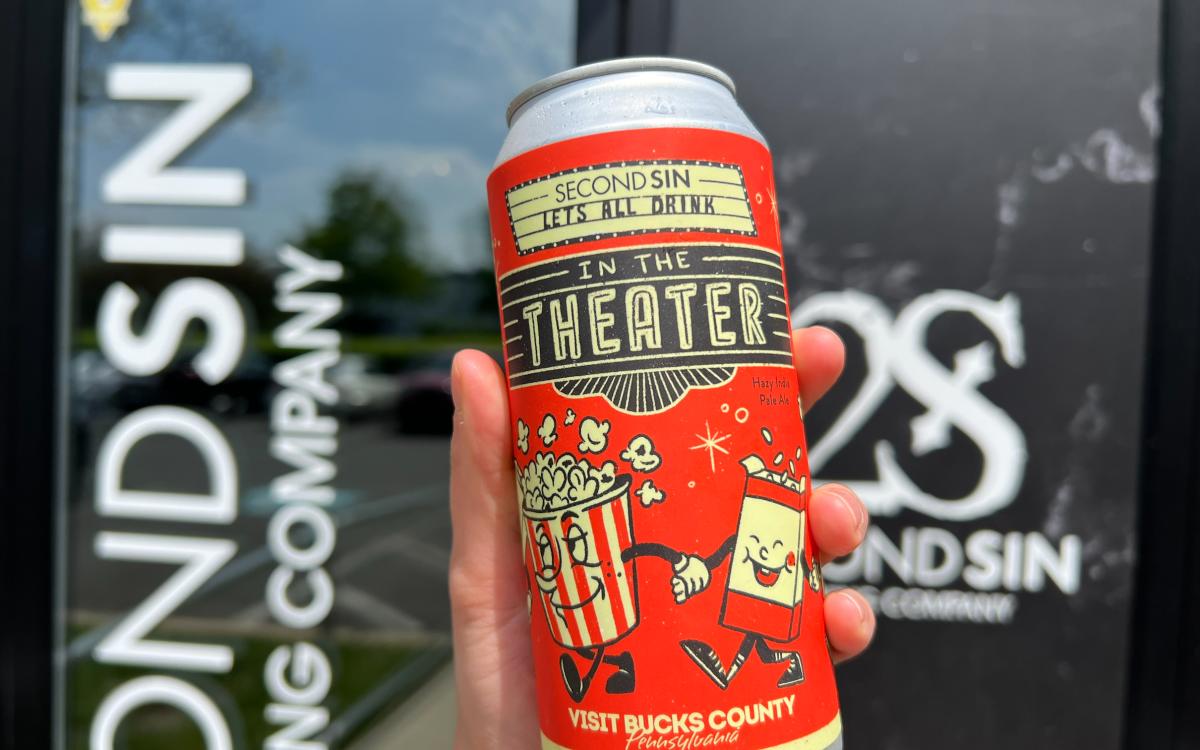 SECOND SIN
LETS ALL DRINK
IN THE
THEATER
Hazy India
Pale Ale
VISIT BUCKS COUNTY
Pennsylvania
OND SIN
NG COMPANY
2S
OND SIN
COMPANY